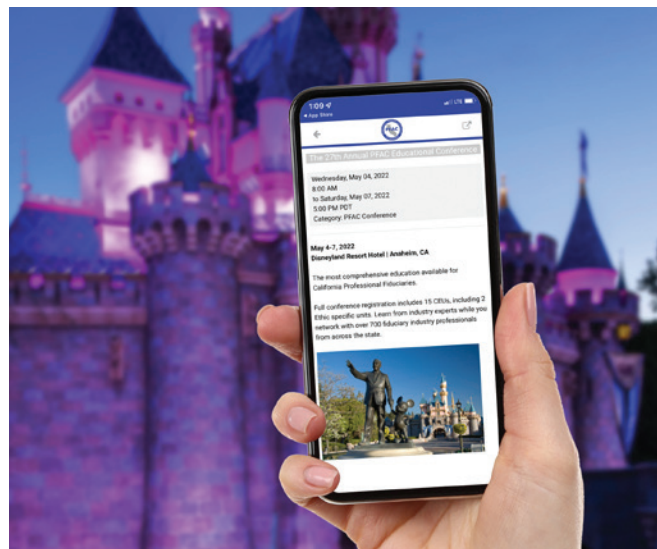 1:09
LTE
App Store
PFAC
The 27th Annual PFAC Educational Conference
Wednesday, May 04, 2022
8:00 AM
to Saturday, May 07, 2022
5:00 PM PDT
Category: PFAC Conference
May 4-7, 2022
Disneyland Resort Hotel | Anaheim, CA
The most comprehensive education available for
California Professional Fiduciaries.
Full conference registration includes 15 CEUs, including 2
Ethic specific units. Learn from industry experts while you
network with over 700 fiduciary industry professionals
from across the state.